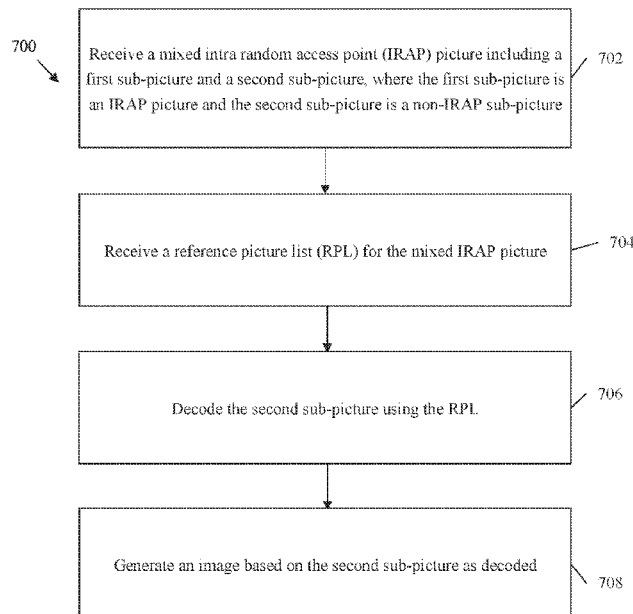 700
Receive a mixed intra random access point (IRAP) picture including a
first sub-picture and a second sub-picture, where the first sub-picture is
an IRAP picture and the second sub-picture is a non-IRAP sub-picture
702
Receive a reference picture list (RPL) for the mixed IRAP picture
704
Decode the second sub-picture using the RPL
706
Generate an image based on the second sub-picture as decoded
708